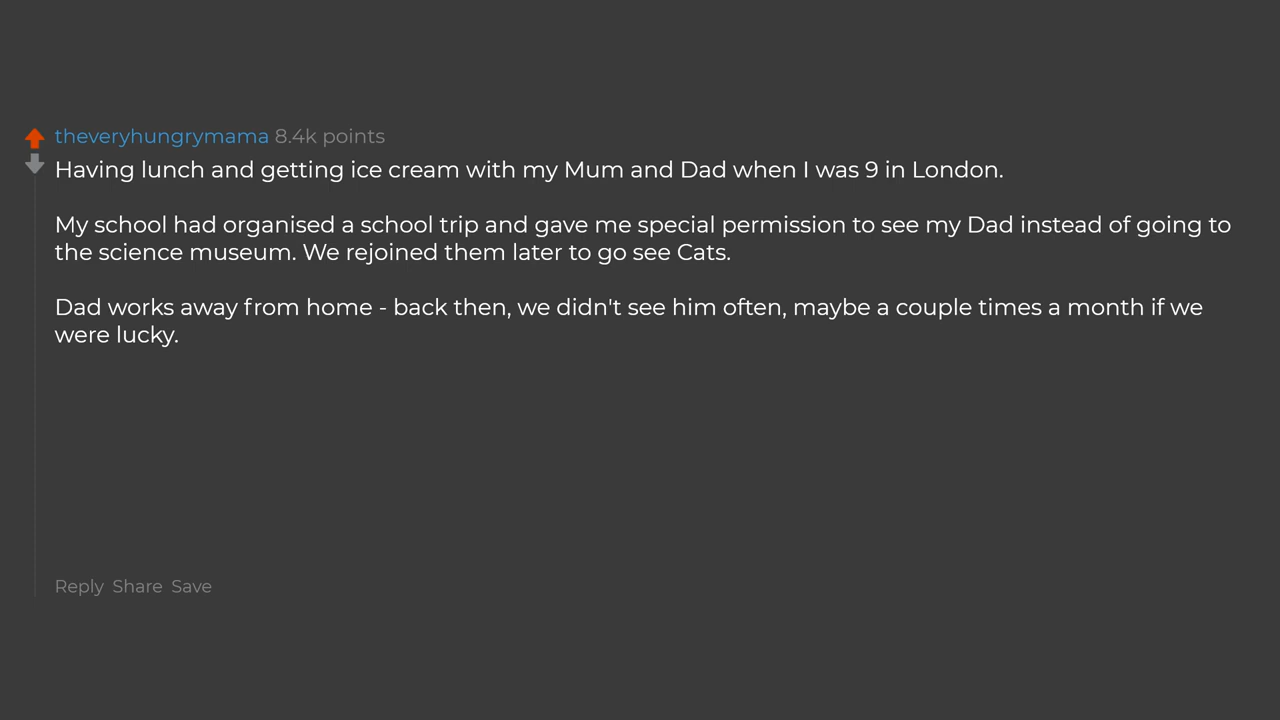 theveryhungrymama 8.4k points
Having lunch and getting ice cream with my Mum and Dad when I was 9 in London.
My school had organised a school trip and gave me special permission to see my Dad instead of going to
the science museum. We rejoined them later to go see Cats.
Dad works away from home - back then, we didn't see him often, maybe a couple times a month if we
were lucky.
Reply Share Save